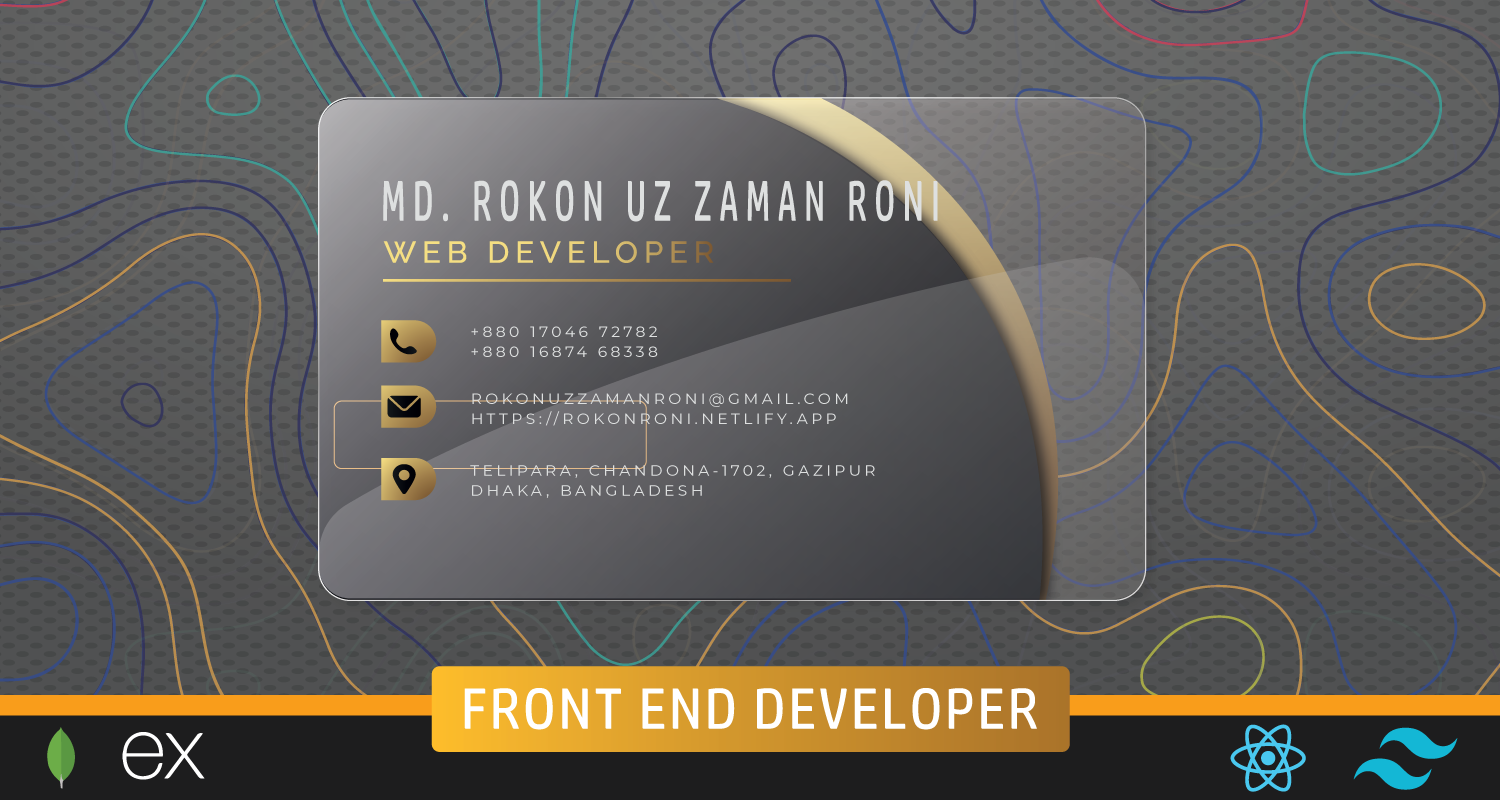 MD. ROKON UZ ZAMAN RONI
WEB DEVELOPER
+880 17046 72782
+880 16874 68338
ROKONUZZAMANRONI@GMAIL.COM
HTTPS://ROKONRONI.NETLIFY.APP
TELIPARA, CHANDONA-1702, GAZIPUR
DHAKA, BANGLADESH
FRONT END DEVELOPER
ex